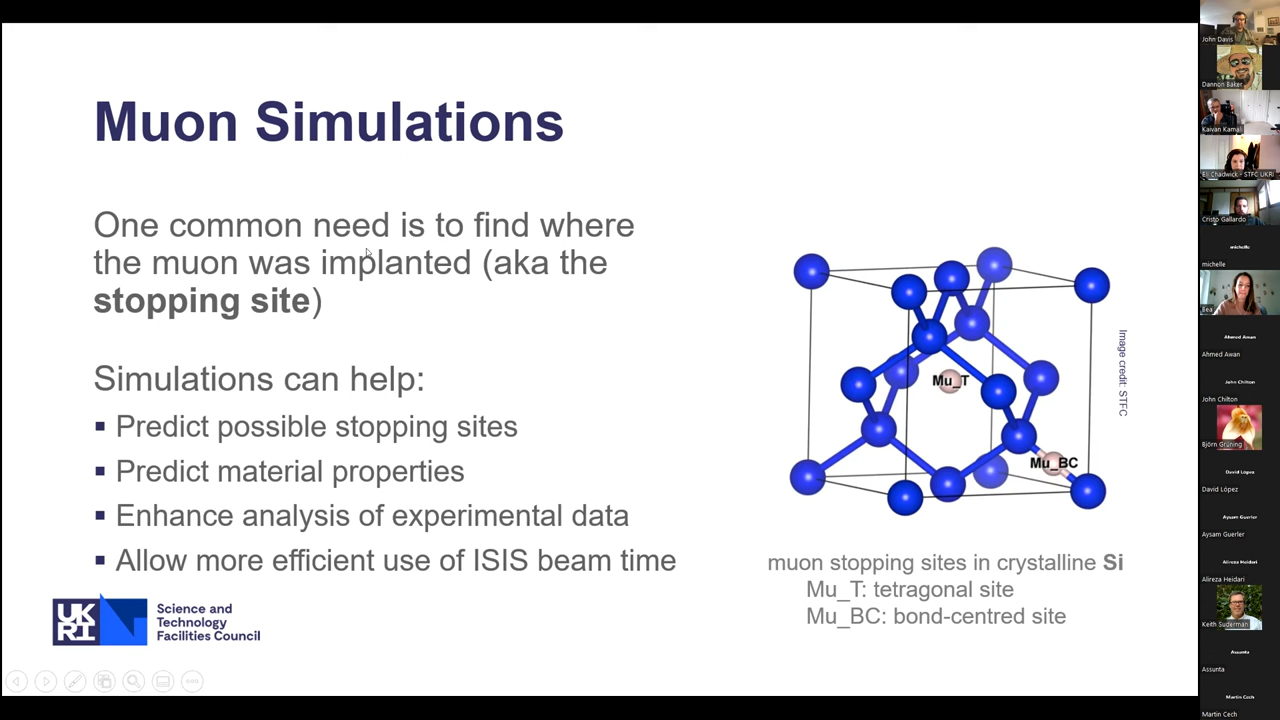 Muon Simulations
One common need is to find where
the muon was implanted (aka the
stopping site)
Simulations can help:
▪ Predict possible stopping sites
▪ Predict material properties
▪ Enhance analysis of experimental data
▪ Allow more efficient use of ISIS beam time
Mu_T
Mu_BC
Image credit: STFC
muon stopping sites in crystalline Si
Mu_T: tetragonal site
Mu_BC: bond-centred site
UK
RI
Science and
Technology
Facilities Council
John Davis
Dannon Baker
Kaivan Kamali
Eli Chadwick - STFC UKRI
Cristo Gallardo
michelle
michelle
Bea
Ahmed Awan
Ahmed Awan
John Chilton
John Chilton
Björn Grüning
David López
David López
Aysam Guerler
Aysam Guerler
Alireza Heidari
Alireza Heidari
Keith Suderman
Assunta
Assunta
Martin Cech
Martin Cech